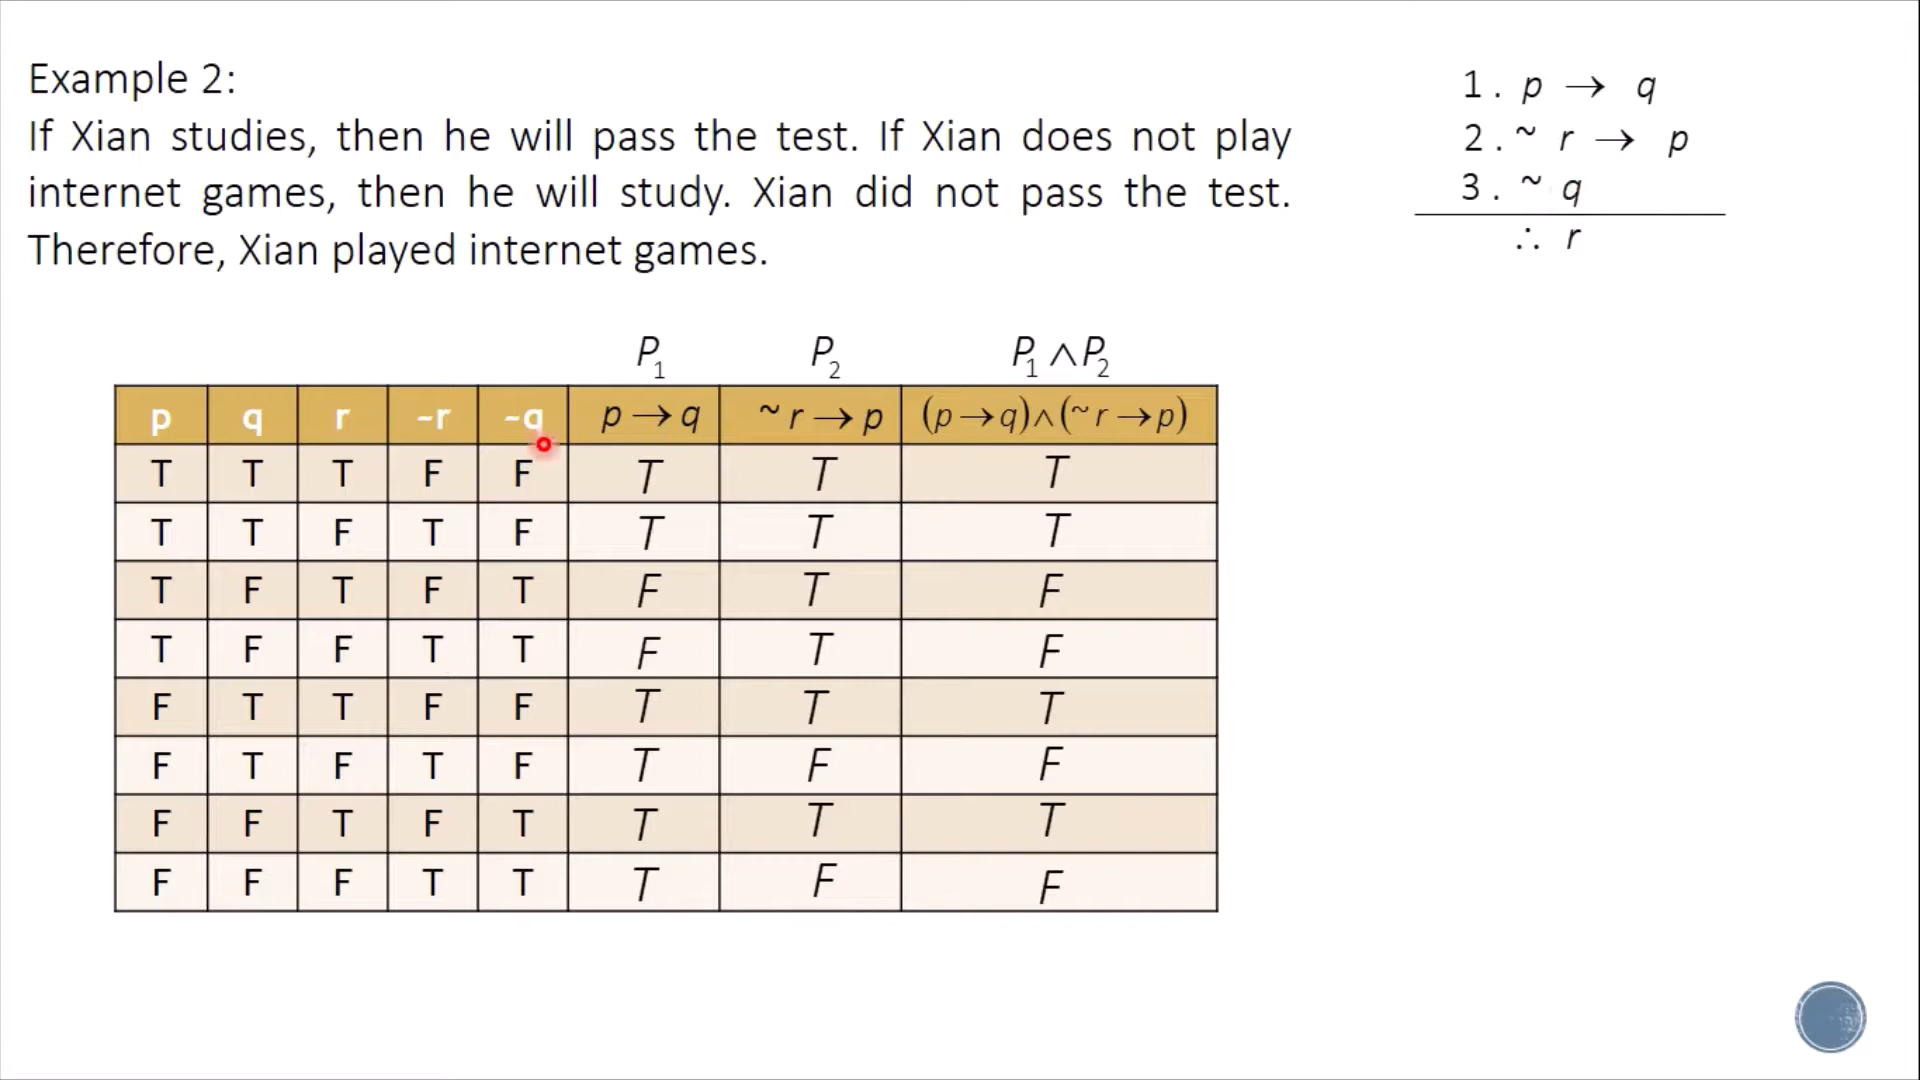 Example 2:
If Xian studies, then he will pass the test. If Xian does not play
internet games, then he will study. Xian did not pass the test.
Therefore, Xian played internet games.
1. p → q
2. ~ r → p
3. ~ q
∴ r
P₁ P₂ P₁ ∧ P₂
p q r ~r ~q p → q ~ r → p (p → q) ∧ (~ r → p)
T T T F F T T T
T T F T F T T T
T F T F T F T F
T F F T T F T F
F T T F F T T T
F T F T F T F F
F F T F T T T T
F F F T T T F F